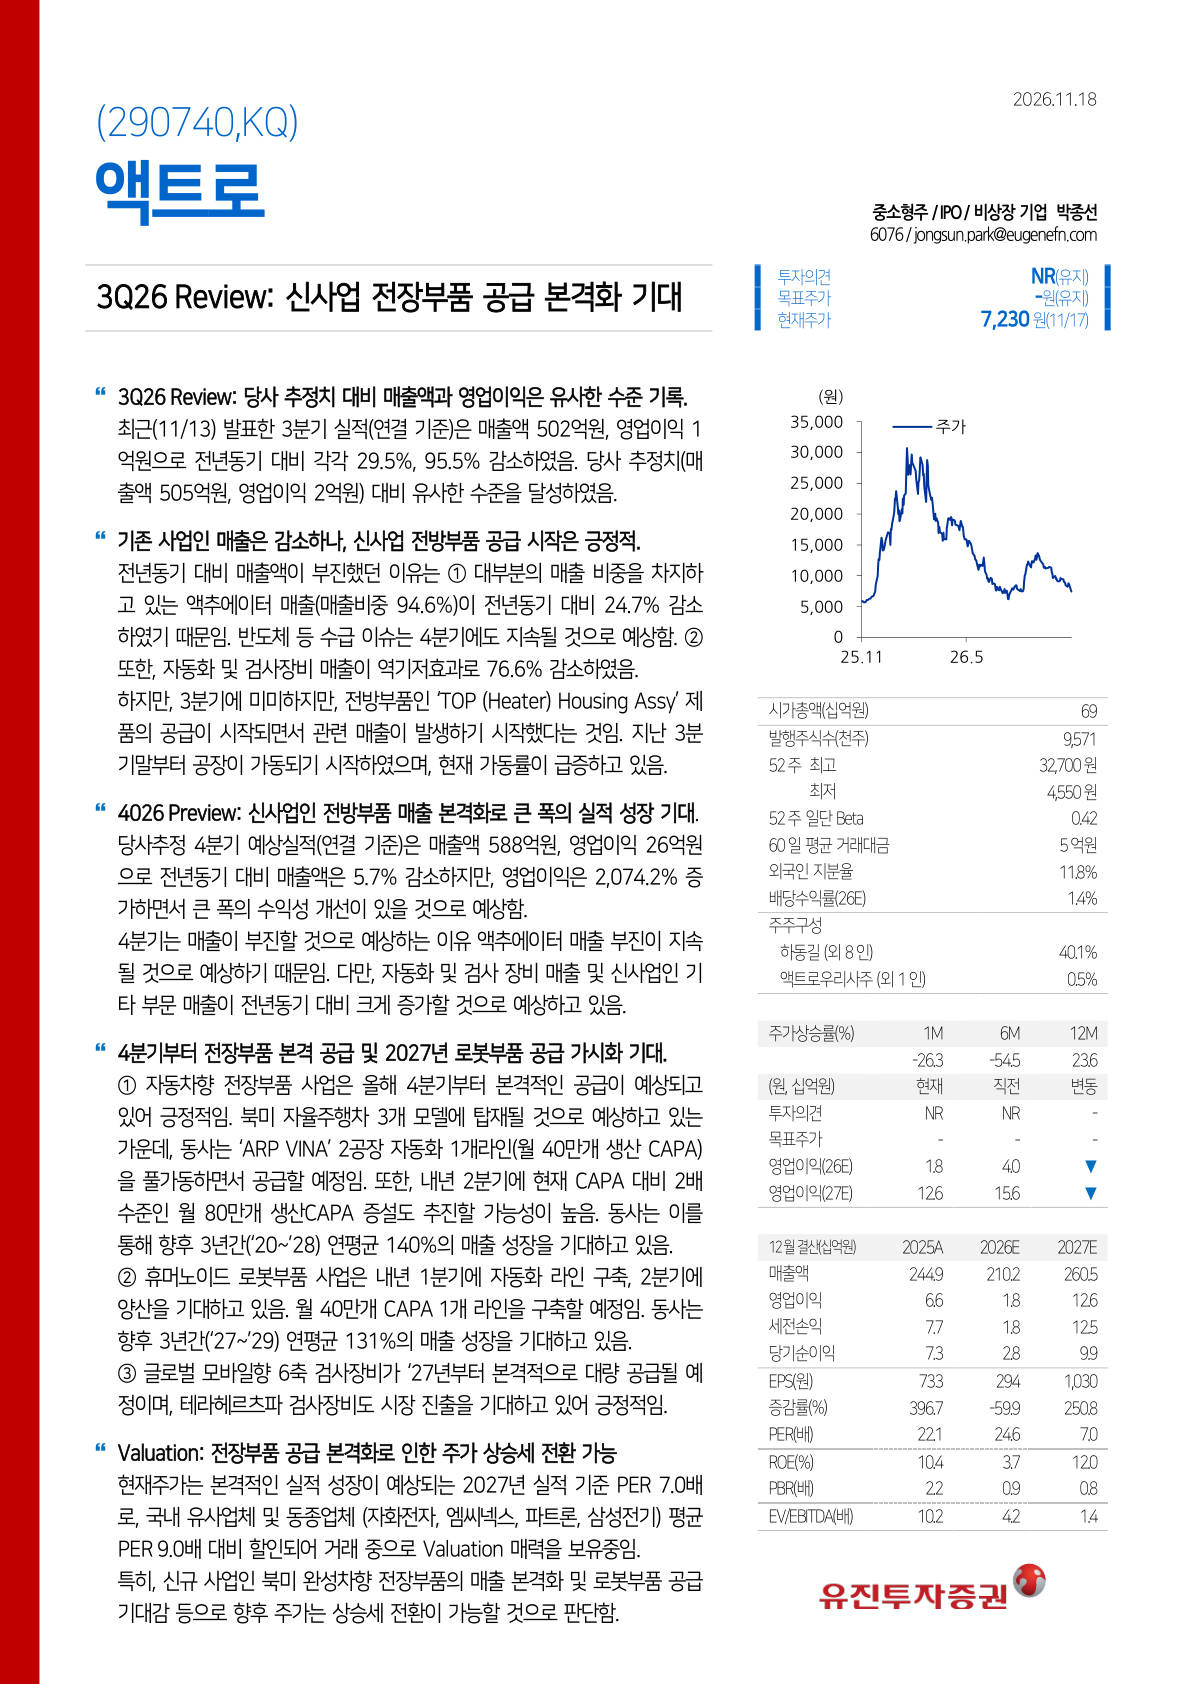 2026.11.18
(290740,KQ)
액트로
중소형주 / IPO / 비상장 기업 박종선
6076 / jongsun.park@eugenefn.com
3Q26 Review: 신사업 전장부품 공급 본격화 기대
투자의견 NR(유지)
목표주가 -원(유지)
현재주가 7,230원(11/17)
“ 3Q26 Review: 당사 추정치 대비 매출액과 영업이익은 유사한 수준 기록.
최근(11/13) 발표한 3분기 실적(연결 기준)은 매출액 502억원, 영업이익 1
억원으로 전년동기 대비 각각 29.5%, 95.5% 감소하였음. 당사 추정치(매
출액 505억원, 영업이익 2억원) 대비 유사한 수준을 달성하였음.
“ 기존 사업인 매출은 감소하나, 신사업 전방부품 공급 시작은 긍정적.
전년동기 대비 매출액이 부진했던 이유는 ① 대부분의 매출 비중을 차지하
고 있는 액추에이터 매출(매출비중 94.6%)이 전년동기 대비 24.7% 감소
하였기 때문임. 반도체 등 수급 이슈는 4분기에도 지속될 것으로 예상함. ②
또한, 자동화 및 검사장비 매출이 역기저효과로 76.6% 감소하였음.
하지만, 3분기에 미미하지만, 전방부품인 ‘TOP (Heater) Housing Assy’ 제
품의 공급이 시작되면서 관련 매출이 발생하기 시작했다는 것임. 지난 3분
기말부터 공장이 가동되기 시작하였으며, 현재 가동률이 급증하고 있음.
“ 4026 Preview: 신사업인 전방부품 매출 본격화로 큰 폭의 실적 성장 기대.
당사추정 4분기 예상실적(연결 기준)은 매출액 588억원, 영업이익 26억원
으로 전년동기 대비 매출액은 5.7% 감소하지만, 영업이익은 2,074.2% 증
가하면서 큰 폭의 수익성 개선이 있을 것으로 예상함.
4분기는 매출이 부진할 것으로 예상하는 이유 액추에이터 매출 부진이 지속
될 것으로 예상하기 때문임. 다만, 자동화 및 검사 장비 매출 및 신사업인 기
타 부문 매출이 전년동기 대비 크게 증가할 것으로 예상하고 있음.
“ 4분기부터 전장부품 본격 공급 및 2027년 로봇부품 공급 가시화 기대.
① 자동차향 전장부품 사업은 올해 4분기부터 본격적인 공급이 예상되고
있어 긍정적임. 북미 자율주행차 3개 모델에 탑재될 것으로 예상하고 있는
가운데, 동사는 ‘ARP VINA’ 2공장 자동화 1개라인(월 40만개 생산 CAPA)
을 풀가동하면서 공급할 예정임. 또한, 내년 2분기에 현재 CAPA 대비 2배
수준인 월 80만개 생산CAPA 증설도 추진할 가능성이 높음. 동사는 이를
통해 향후 3년간(‘20~’28) 연평균 140%의 매출 성장을 기대하고 있음.
② 휴머노이드 로봇부품 사업은 내년 1분기에 자동화 라인 구축, 2분기에
양산을 기대하고 있음. 월 40만개 CAPA 1개 라인을 구축할 예정임. 동사는
향후 3년간(‘27~’29) 연평균 131%의 매출 성장을 기대하고 있음.
③ 글로벌 모바일향 6축 검사장비가 ‘27년부터 본격적으로 대량 공급될 예
정이며, 테라헤르츠파 검사장비도 시장 진출을 기대하고 있어 긍정적임.
“ Valuation: 전장부품 공급 본격화로 인한 주가 상승세 전환 가능
현재주가는 본격적인 실적 성장이 예상되는 2027년 실적 기준 PER 7.0배
로, 국내 유사업체 및 동종업체 (자화전자, 엠씨넥스, 파트론, 삼성전기) 평균
PER 9.0배 대비 할인되어 거래 중으로 Valuation 매력을 보유중임.
특히, 신규 사업인 북미 완성차향 전장부품의 매출 본격화 및 로봇부품 공급
기대감 등으로 향후 주가는 상승세 전환이 가능할 것으로 판단함.
(원)
주가
35,000
30,000
25,000
20,000
15,000
10,000
5,000
0
25.11 26.5
시가총액(십억원) 69
발행주식수(천주) 9,571
52주 최고 32,700원
최저 4,550원
52주 일단 Beta 0.42
60일 평균 거래대금 5억원
외국인 지분율 11.8%
배당수익률(26E) 1.4%
주주구성
하동길 (외 8인) 40.1%
액트로우리사주 (외 1인) 0.5%
주가상승률(%) 1M 6M 12M
-26.3 -54.5 23.6
(원, 십억원) 현재 직전 변동
투자의견 NR NR -
목표주가 - - -
영업이익(26E) 1.8 4.0 ▼
영업이익(27E) 12.6 15.6 ▼
12월 결산(십억원) 2025A 2026E 2027E
매출액 244.9 210.2 260.5
영업이익 6.6 1.8 12.6
세전손익 7.7 1.8 12.5
당기순이익 7.3 2.8 9.9
EPS(원) 733 294 1,030
증감률(%) 396.7 -59.9 250.8
PER(배) 22.1 24.6 7.0
ROE(%) 10.4 3.7 12.0
PBR(배) 2.2 0.9 0.8
EV/EBITDA(배) 10.2 4.2 1.4
유진투자증권